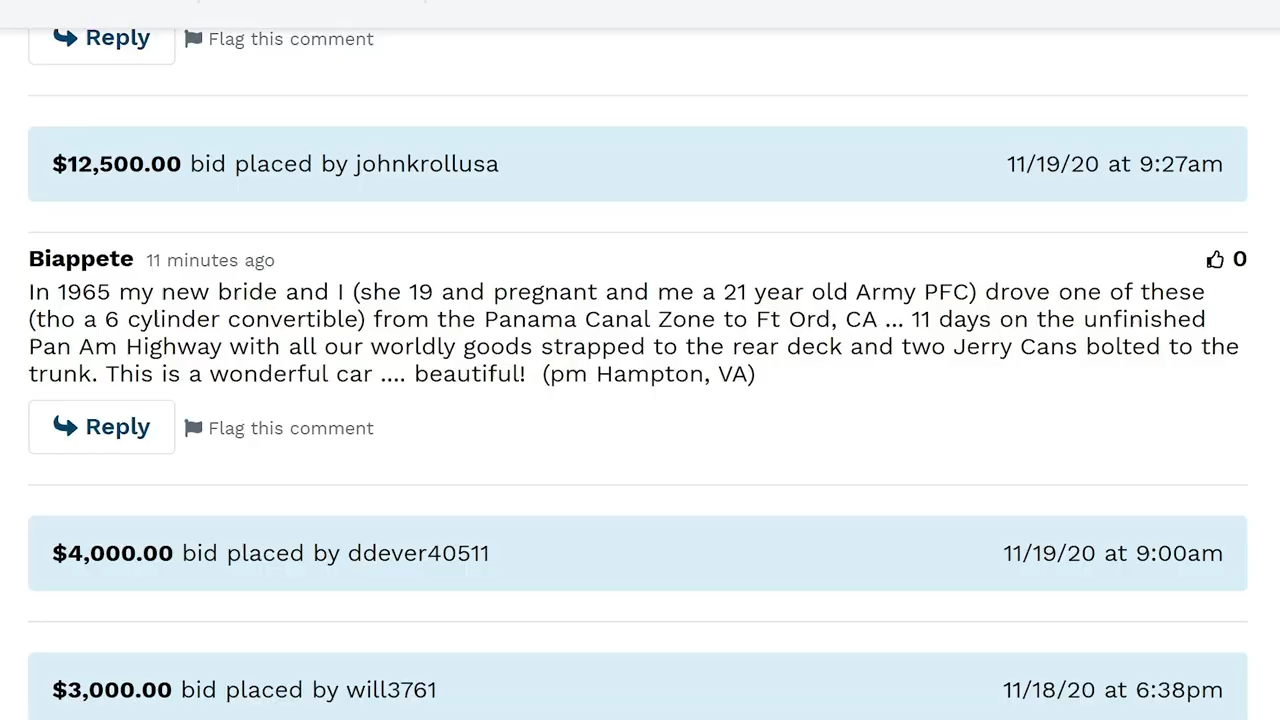 Reply Flag this comment
$12,500.00 bid placed by johnkrollusa 11/19/20 at 9:27am
Biappete 11 minutes ago 0
In 1965 my new bride and I (she 19 and pregnant and me a 21 year old Army PFC) drove one of these
(tho a 6 cylinder convertible) from the Panama Canal Zone to Ft Ord, CA ... 11 days on the unfinished
Pan Am Highway with all our worldly goods strapped to the rear deck and two Jerry Cans bolted to the
trunk. This is a wonderful car .... beautiful!  (pm Hampton, VA)
Reply Flag this comment
$4,000.00 bid placed by ddever40511 11/19/20 at 9:00am
$3,000.00 bid placed by will3761 11/18/20 at 6:38pm